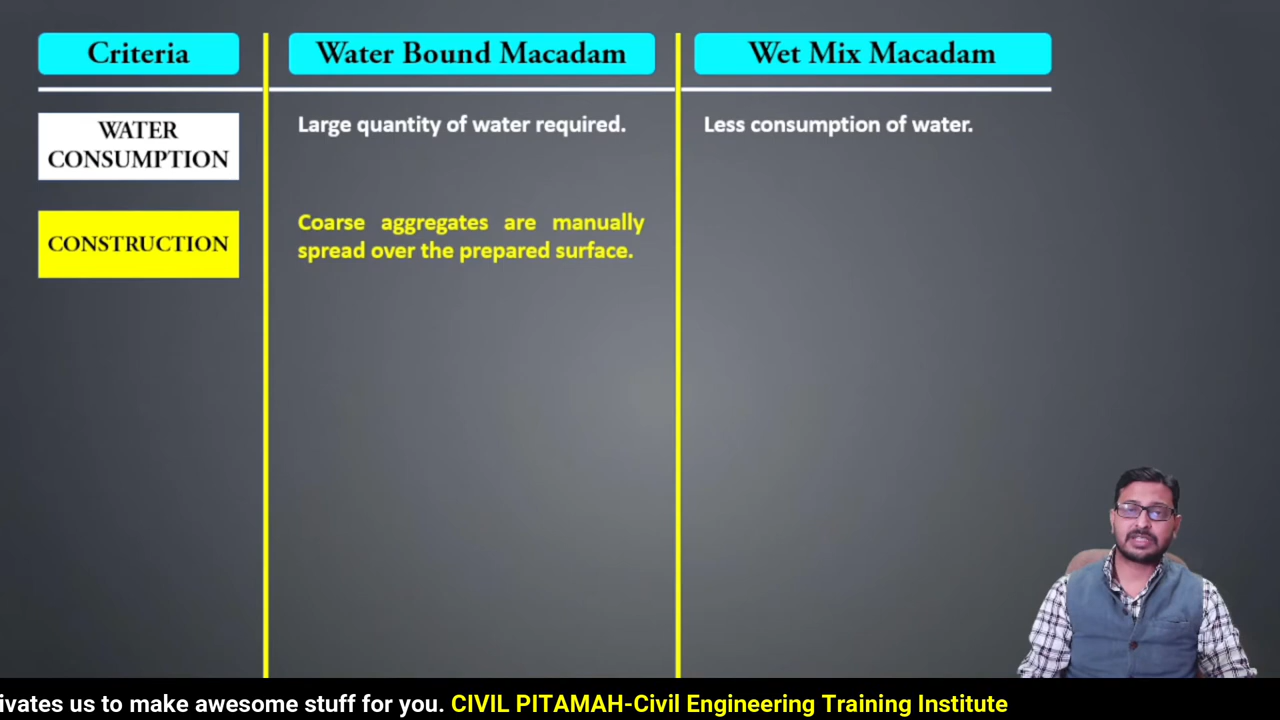 Criteria
Water Bound Macadam
Wet Mix Macadam
WATER
CONSUMPTION
Large quantity of water required.
Less consumption of water.
CONSTRUCTION
Coarse aggregates are manually
spread over the prepared surface.
ivates us to make awesome stuff for you. CIVIL PITAMAH-Civil Engineering Training Institute